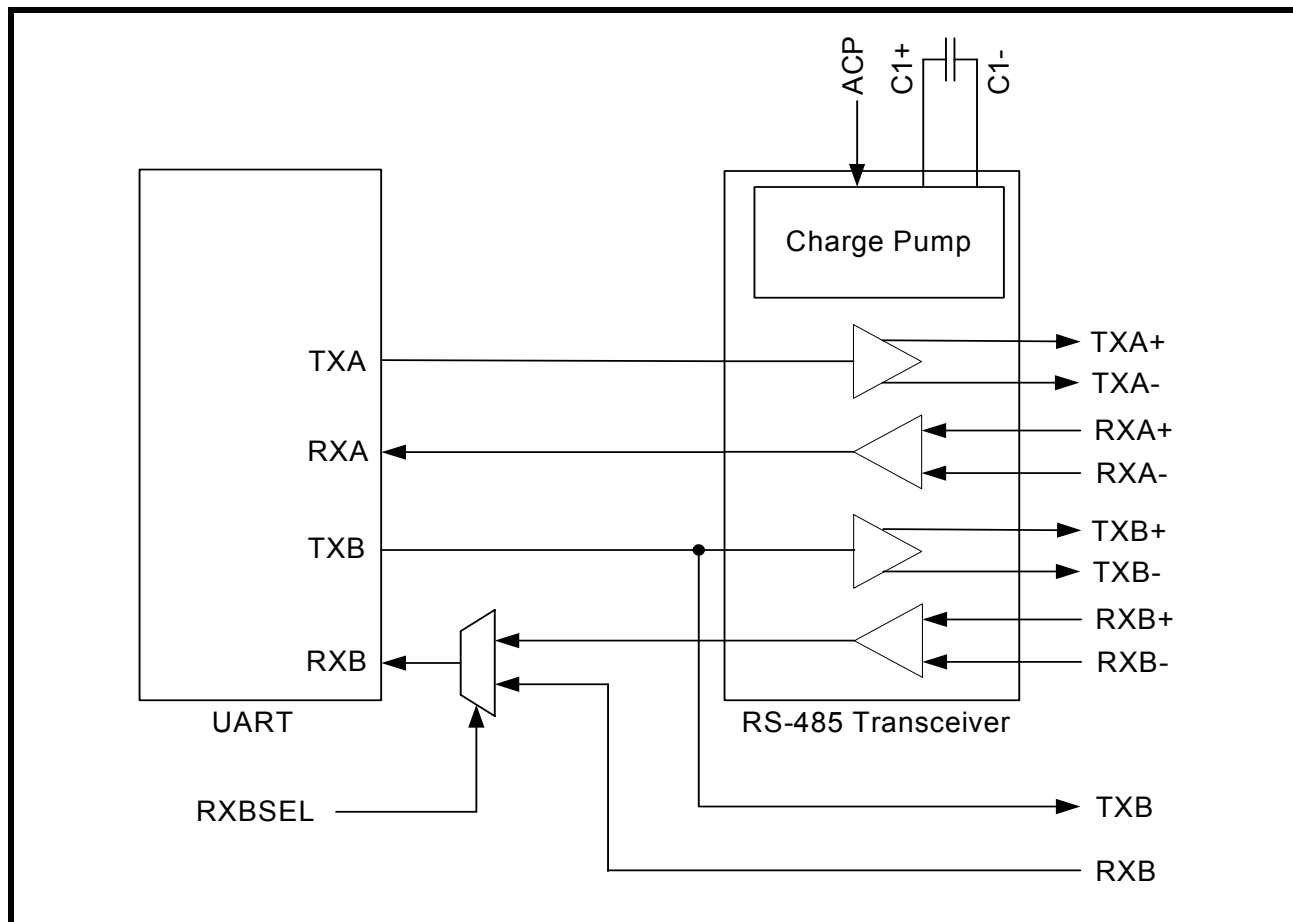 ACP
C1+
C1-
Charge Pump
TXA
TXA+
TXA-
RXA
RXA+
RXA-
TXB
TXB+
TXB-
RXB
RXB+
RXB-
UART
RS-485 Transceiver
RXBSEL
TXB
RXB